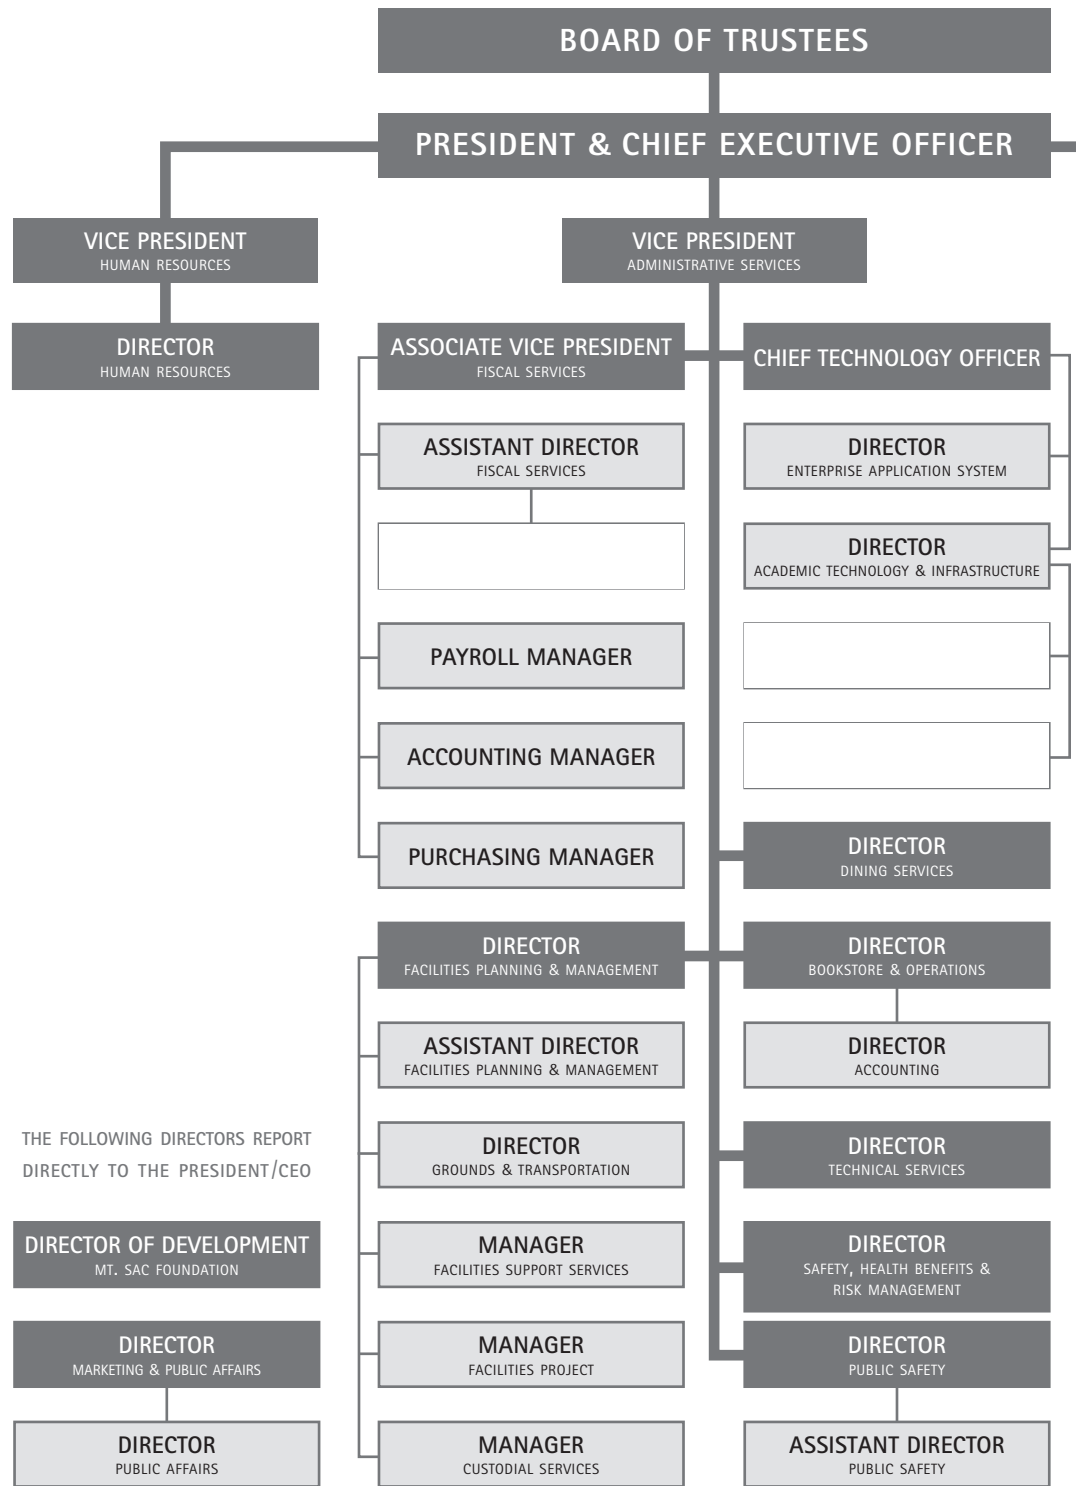 BOARD OF TRUSTEES
PRESIDENT & CHIEF EXECUTIVE OFFICER
VICE PRESIDENT
HUMAN RESOURCES
VICE PRESIDENT
ADMINISTRATIVE SERVICES
DIRECTOR
HUMAN RESOURCES
ASSOCIATE VICE PRESIDENT
FISCAL SERVICES
CHIEF TECHNOLOGY OFFICER
ASSISTANT DIRECTOR
FISCAL SERVICES
DIRECTOR
ENTERPRISE APPLICATION SYSTEM
DIRECTOR
ACADEMIC TECHNOLOGY & INFRASTRUCTURE
PAYROLL MANAGER
ACCOUNTING MANAGER
PURCHASING MANAGER
DIRECTOR
DINING SERVICES
DIRECTOR
FACILITIES PLANNING & MANAGEMENT
DIRECTOR
BOOKSTORE & OPERATIONS
ASSISTANT DIRECTOR
FACILITIES PLANNING & MANAGEMENT
DIRECTOR
ACCOUNTING
THE FOLLOWING DIRECTORS REPORT
DIRECTLY TO THE PRESIDENT/CEO
DIRECTOR
GROUNDS & TRANSPORTATION
DIRECTOR
TECHNICAL SERVICES
DIRECTOR OF DEVELOPMENT
MT. SAC FOUNDATION
MANAGER
FACILITIES SUPPORT SERVICES
DIRECTOR
SAFETY, HEALTH BENEFITS &
RISK MANAGEMENT
DIRECTOR
MARKETING & PUBLIC AFFAIRS
MANAGER
FACILITIES PROJECT
DIRECTOR
PUBLIC SAFETY
DIRECTOR
PUBLIC AFFAIRS
MANAGER
CUSTODIAL SERVICES
ASSISTANT DIRECTOR
PUBLIC SAFETY